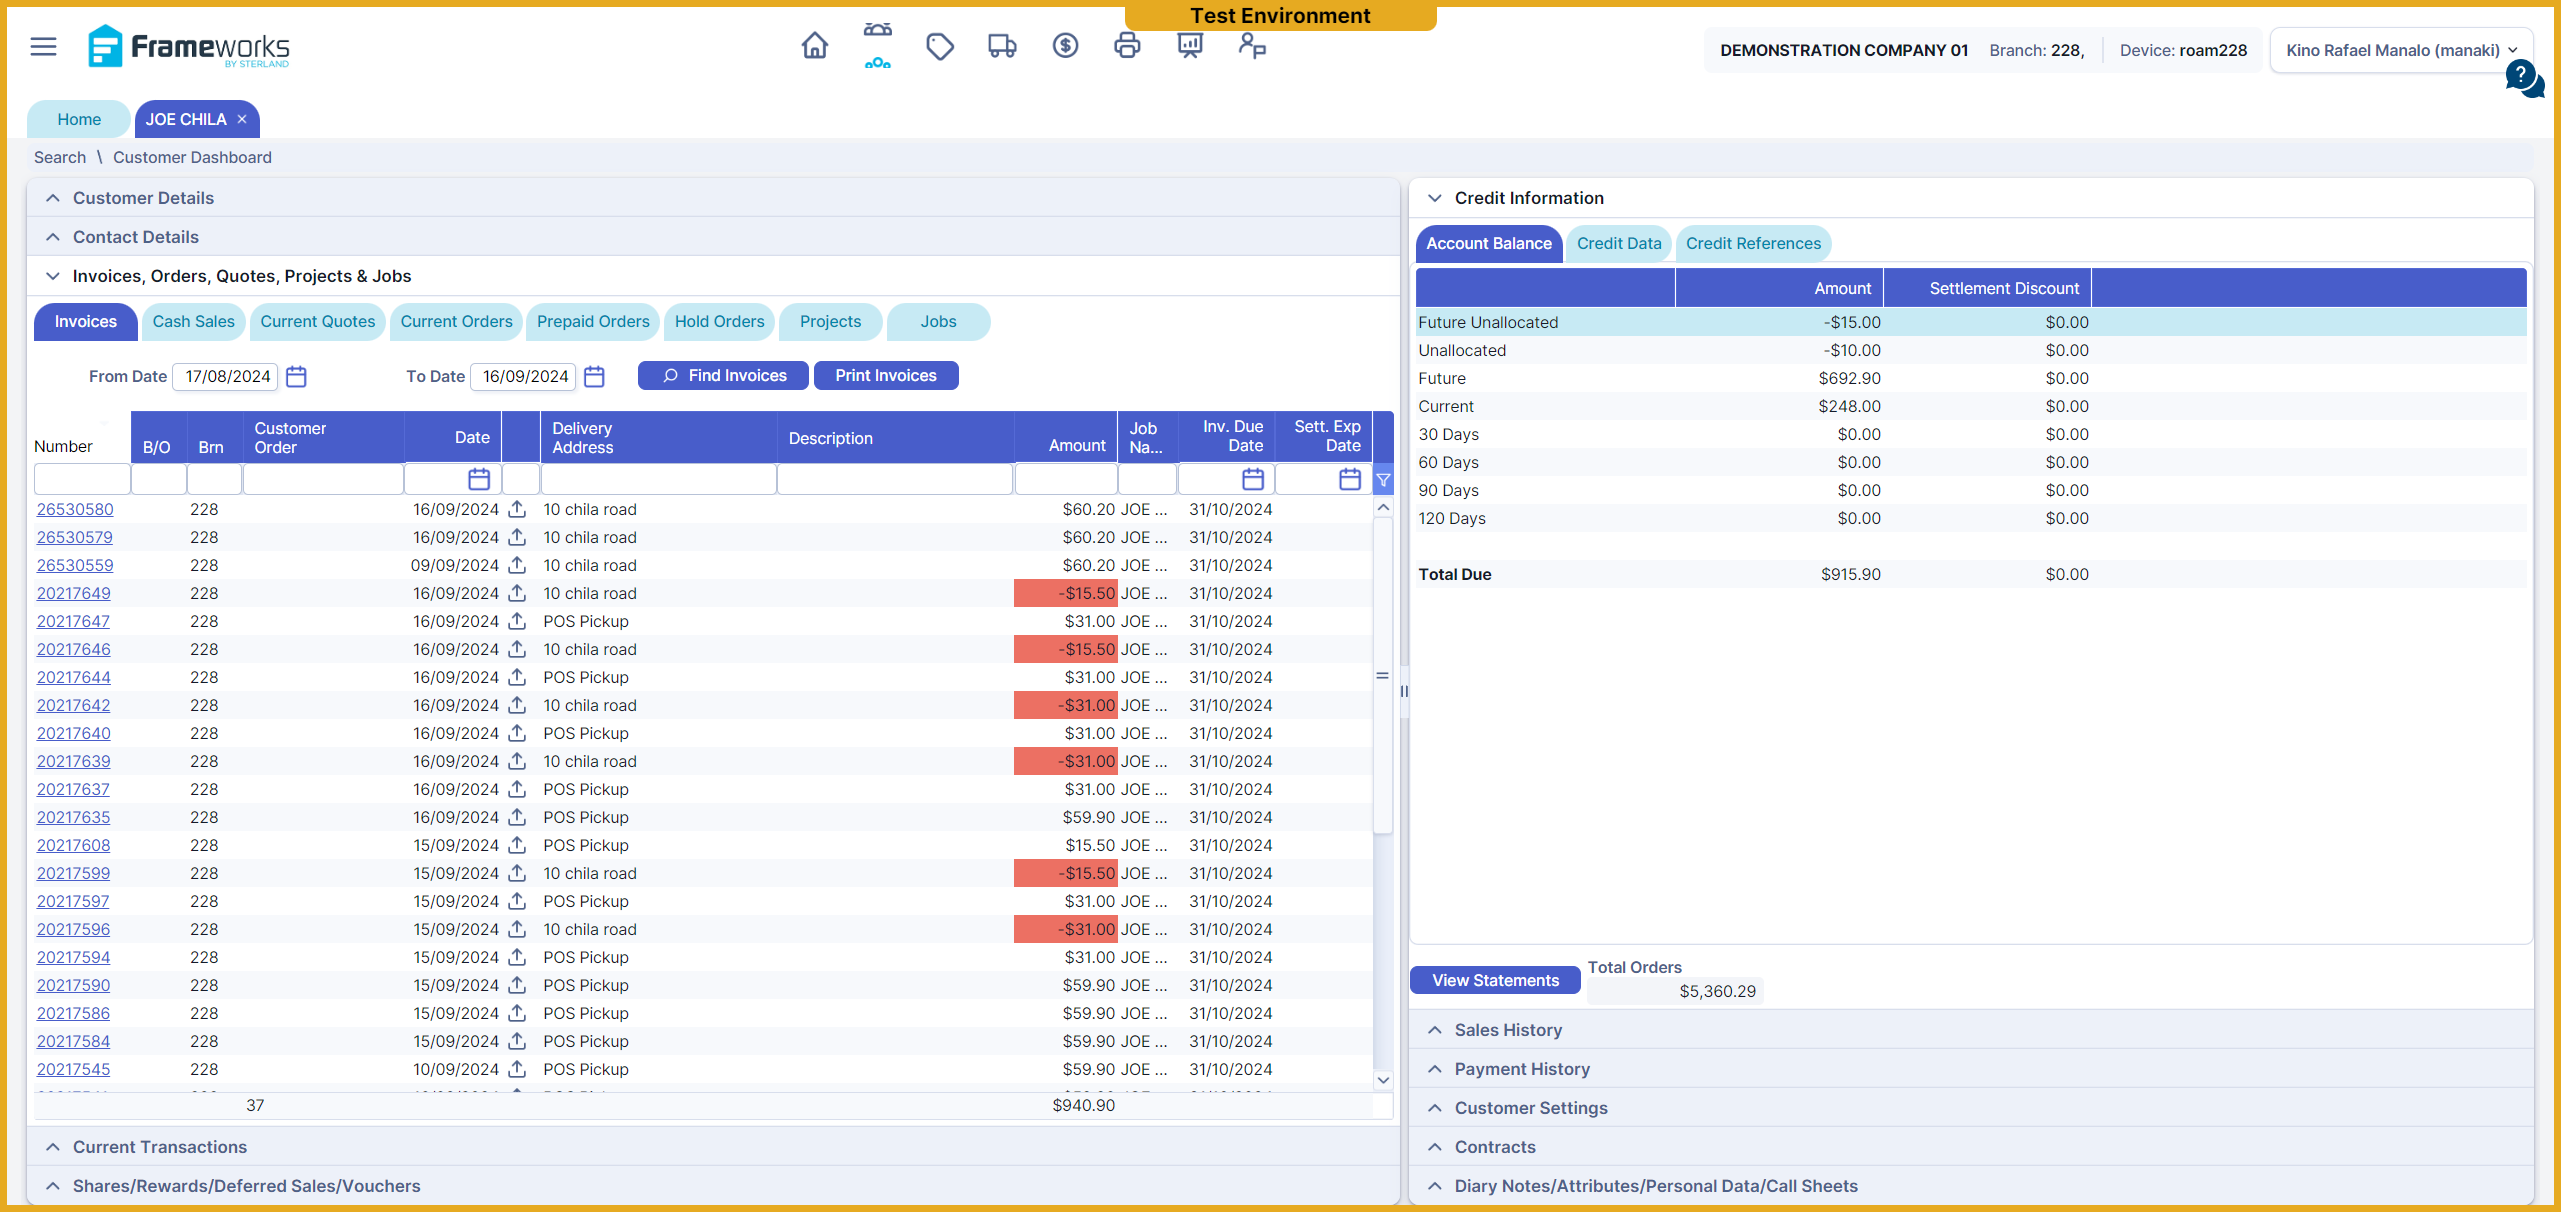 Test Environment
Frameworks
BY STERLAND
DEMONSTRATION COMPANY 01 Branch: 228, Device: roam228 Kino Rafael Manalo (manaki)
?
Home JOE CHILA ×
Search \ Customer Dashboard
Customer Details
Contact Details
Invoices, Orders, Quotes, Projects & Jobs
Invoices Cash Sales Current Quotes Current Orders Prepaid Orders Hold Orders Projects Jobs
From Date 17/08/2024 To Date 16/09/2024 Find Invoices Print Invoices
Number B/O Brn Customer Order Date Delivery Address Description Amount Job Na... Inv. Due Date Sett. Exp Date
26530580 228 16/09/2024 10 chila road $60.20 JOE ... 31/10/2024
26530579 228 16/09/2024 10 chila road $60.20 JOE ... 31/10/2024
26530559 228 09/09/2024 10 chila road $60.20 JOE ... 31/10/2024
20217649 228 16/09/2024 10 chila road -$15.50 JOE ... 31/10/2024
20217647 228 16/09/2024 POS Pickup $31.00 JOE ... 31/10/2024
20217646 228 16/09/2024 10 chila road -$15.50 JOE ... 31/10/2024
20217644 228 16/09/2024 POS Pickup $31.00 JOE ... 31/10/2024
20217642 228 16/09/2024 10 chila road -$31.00 JOE ... 31/10/2024
20217640 228 16/09/2024 POS Pickup $31.00 JOE ... 31/10/2024
20217639 228 16/09/2024 10 chila road -$31.00 JOE ... 31/10/2024
20217637 228 16/09/2024 POS Pickup $31.00 JOE ... 31/10/2024
20217635 228 16/09/2024 POS Pickup $59.90 JOE ... 31/10/2024
20217608 228 15/09/2024 POS Pickup $15.50 JOE ... 31/10/2024
20217599 228 15/09/2024 10 chila road -$15.50 JOE ... 31/10/2024
20217597 228 15/09/2024 POS Pickup $31.00 JOE ... 31/10/2024
20217596 228 15/09/2024 10 chila road -$31.00 JOE ... 31/10/2024
20217594 228 15/09/2024 POS Pickup $31.00 JOE ... 31/10/2024
20217590 228 15/09/2024 POS Pickup $59.90 JOE ... 31/10/2024
20217586 228 15/09/2024 POS Pickup $59.90 JOE ... 31/10/2024
20217584 228 15/09/2024 POS Pickup $59.90 JOE ... 31/10/2024
20217545 228 10/09/2024 POS Pickup $59.90 JOE ... 31/10/2024
37 $940.90
Current Transactions
Shares/Rewards/Deferred Sales/Vouchers
Credit Information
Account Balance Credit Data Credit References
Amount Settlement Discount
Future Unallocated -$15.00 $0.00
Unallocated -$10.00 $0.00
Future $692.90 $0.00
Current $248.00 $0.00
30 Days $0.00 $0.00
60 Days $0.00 $0.00
90 Days $0.00 $0.00
120 Days $0.00 $0.00
Total Due $915.90 $0.00
View Statements Total Orders
$5,360.29
Sales History
Payment History
Customer Settings
Contracts
Diary Notes/Attributes/Personal Data/Call Sheets